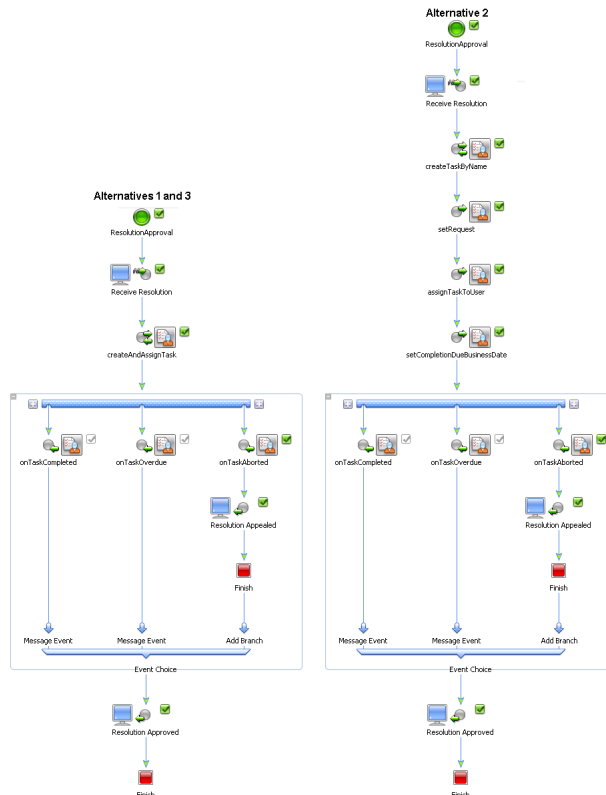 Alternative 2
ResolutionApproval
Receive Resolution
createTaskByName
setRequest
assignTaskToUser
setCompletionDueBusinessDate
onTaskCompleted
onTaskOverdue
onTaskAborted
Resolution Appealed
Finish
Message Event
Message Event
Add Branch
Event Choice
Resolution Approved
Finish
Alternatives 1 and 3
ResolutionApproval
Receive Resolution
createAndAssignTask
onTaskCompleted
onTaskOverdue
onTaskAborted
Resolution Appealed
Finish
Message Event
Message Event
Add Branch
Event Choice
Resolution Approved
Finish